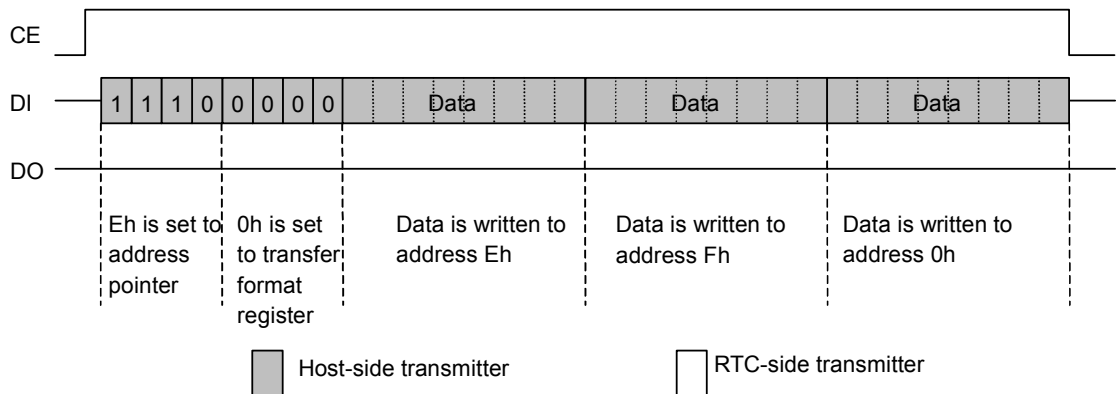 CE
DI 1 1 1 0 0 0 0 0 Data Data Data
DO
Eh is set to
address
pointer
0h is set
to transfer
format
register
Data is written to
address Eh
Data is written to
address Fh
Data is written to
address 0h
Host-side transmitter
RTC-side transmitter